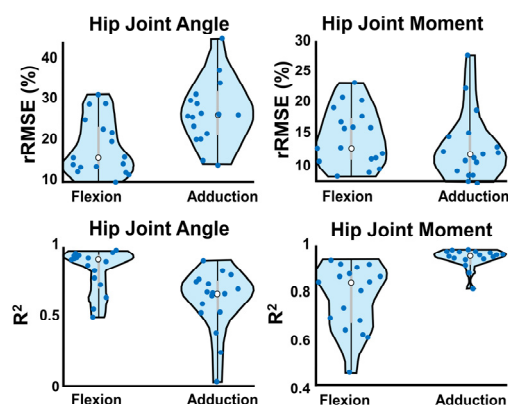 Hip Joint Angle
rRMSE (%)
40
30
20
10
Flexion Adduction
Hip Joint Moment
rRMSE (%)
30
25
20
15
10
Flexion Adduction
Hip Joint Angle
R²
1
0.5
0
Flexion Adduction
Hip Joint Moment
R²
1
0.8
0.6
0.4
Flexion Adduction